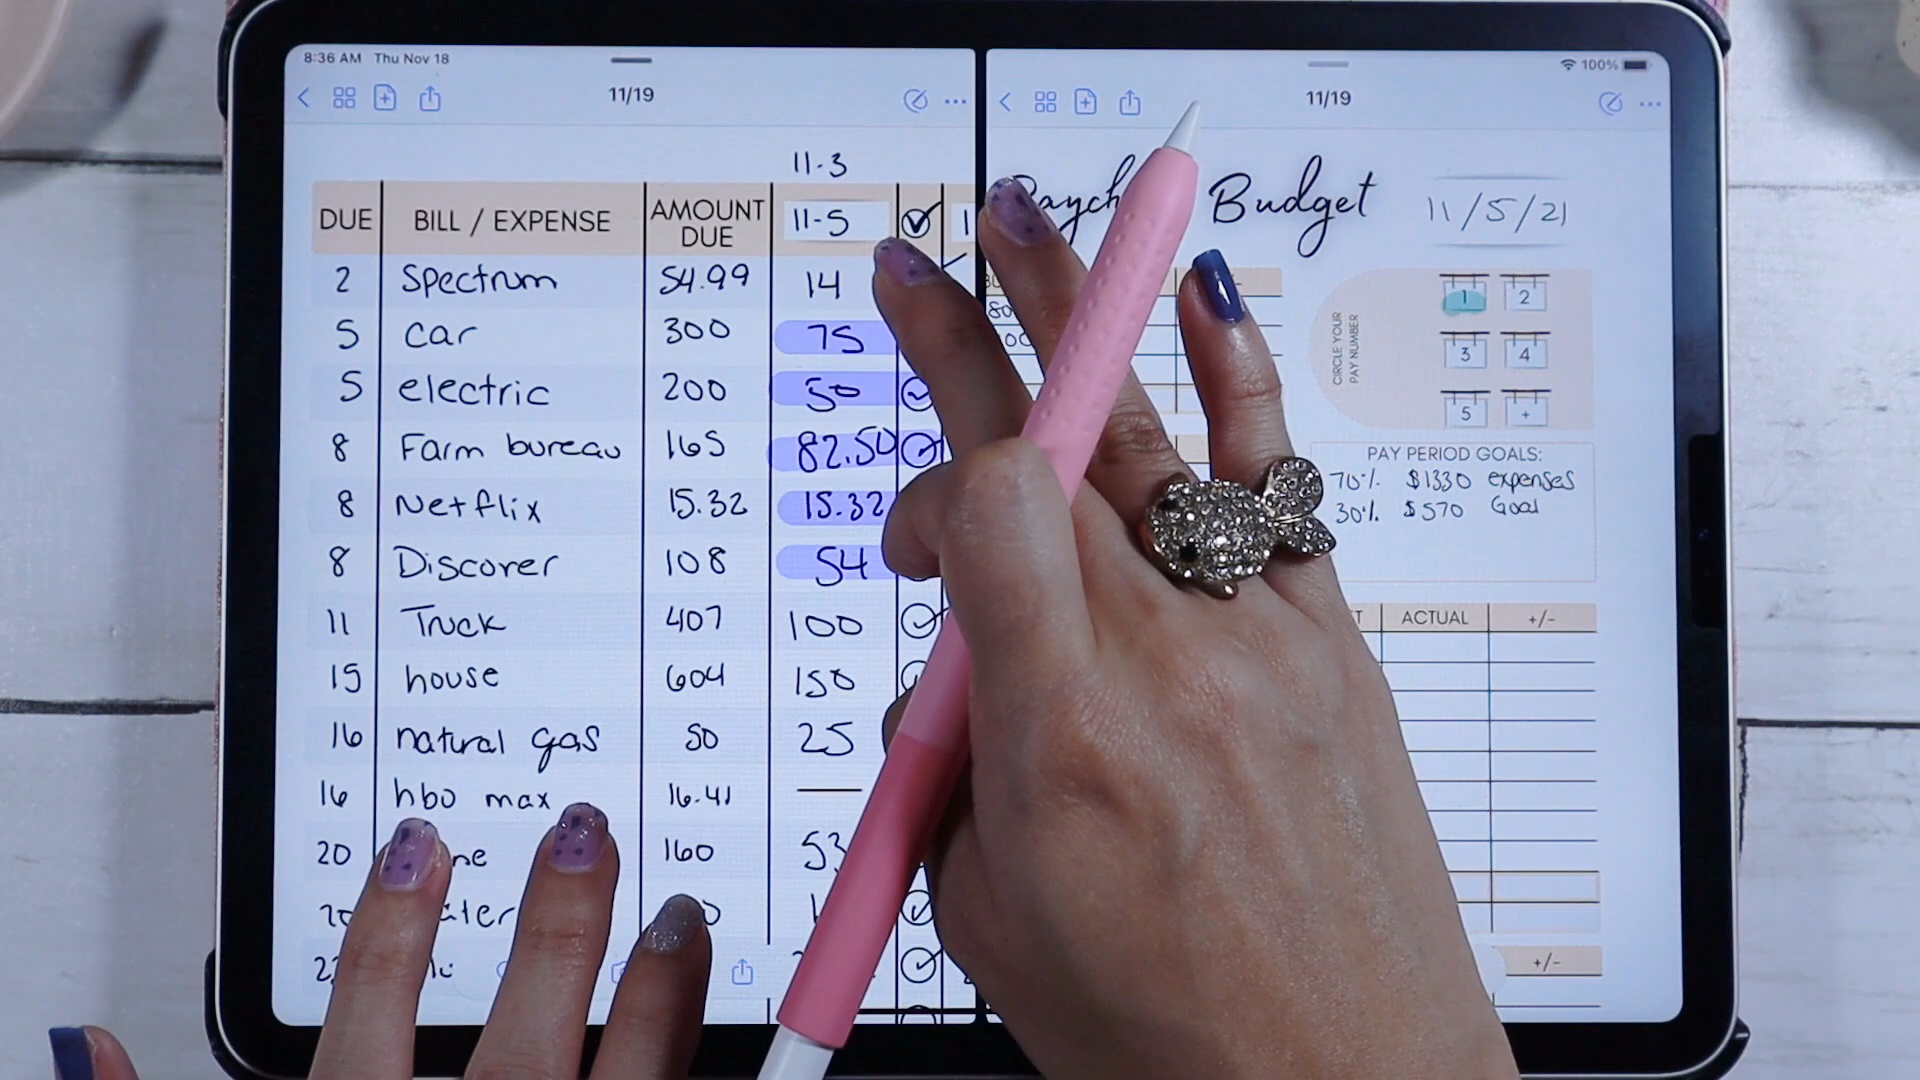 8:36 AM Thu Nov 18
11/19
11-3
DUE BILL / EXPENSE AMOUNT DUE 11-5
2 Spectrum 54.99 14
5 car 300 75
5 electric 200 50
8 Farm bureau 165 82.50
8 Netflix 15.32 15.32
8 Discover 108 54
11 Truck 407 100
15 house 604 150
16 natural gas 50 25
16 hbo max 16.41 —
20 160 53
100%
11/19
Budget 11/5/21
CIRCLE YOUR
PAY NUMBER
1 2
3 4
5 +
PAY PERIOD GOALS:
70% $1330 expenses
30% $570 Goal
ACTUAL +/-
+/-